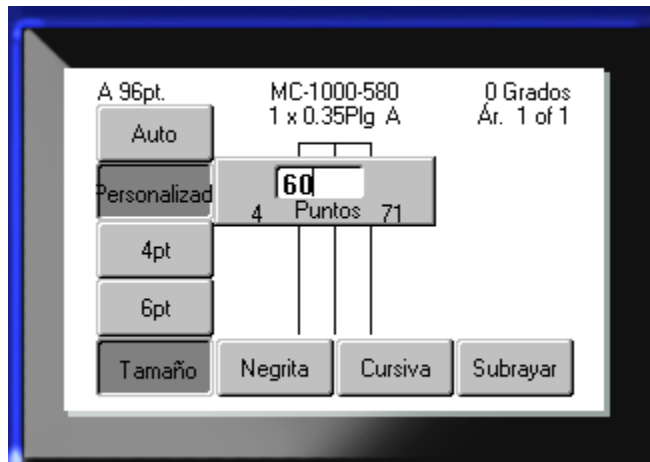 A 96pt. MC-1000-580 0 Grados
1 x 0.35Plg A Ár. 1 of 1
Auto
60
Personalizad
4 Puntos 71
4pt
6pt
Tamaño Negrita Cursiva Subrayar